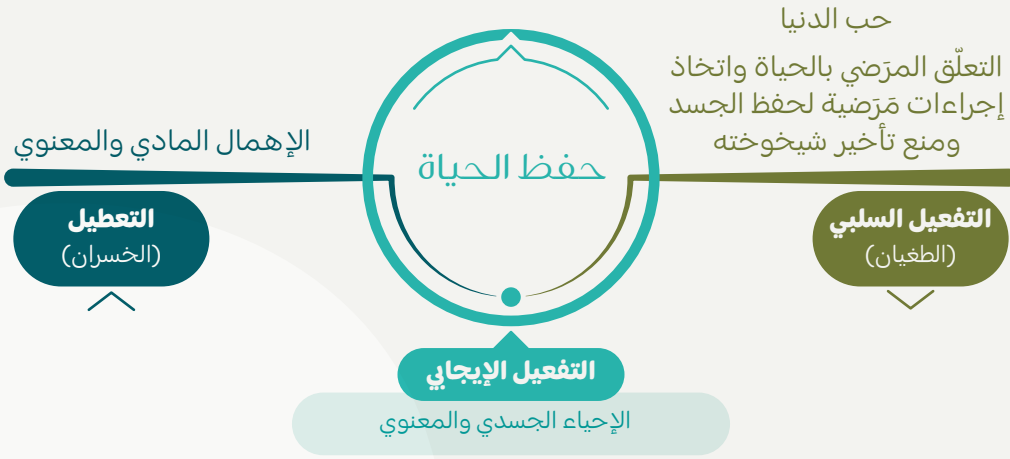 حب الدنيا
التعلّق المرَضي بالحياة واتخاذ
إجراءات مَرَضية لحفظ الجسد
ومنع تأخير شيخوخته
التفعيل السلبي
(الطغيان)
حفظ الحياة
الإهمال المادي والمعنوي
التعطيل
(الخسران)
التفعيل الإيجابي
الإحياء الجسدي والمعنوي